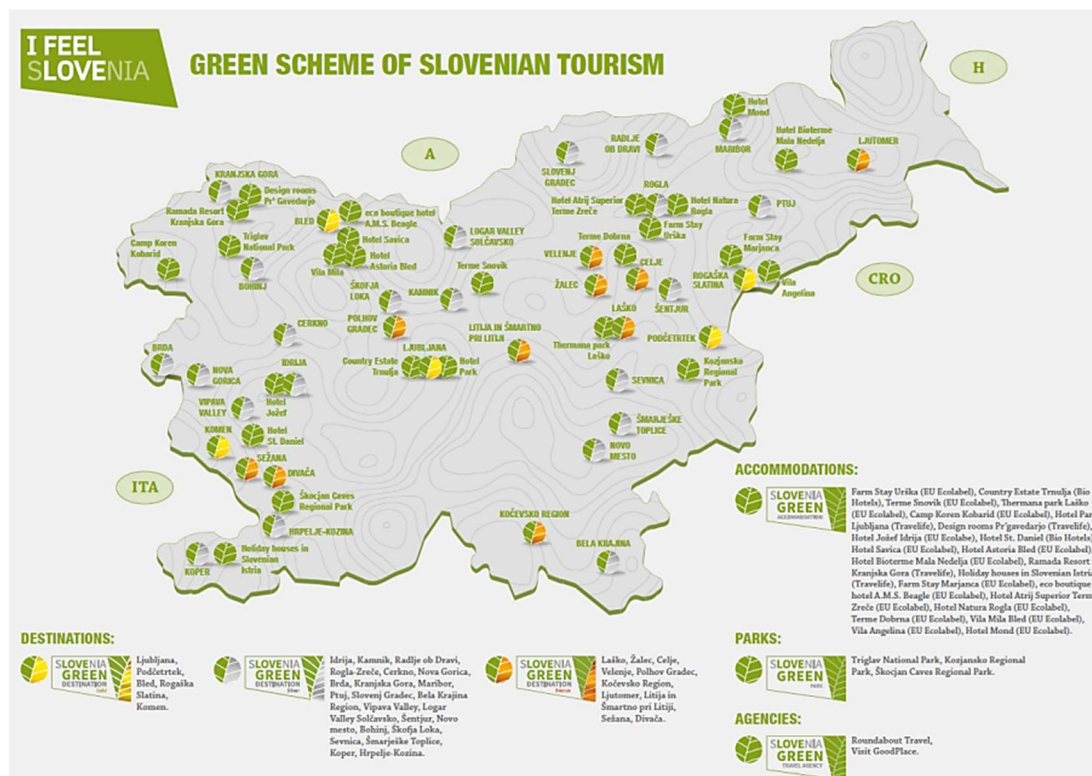 I FEEL
SLOVENIA
GREEN SCHEME OF SLOVENIAN TOURISM
H
A
CRO
ITA
Hotel
Mond
MARIBOR
RADLJE
OB DRAVI
SLOVENJ
GRADEC
Hotel Bioterme
Mala Nedelja
LJUTOMER
KRANJSKA GORA
Design rooms
Pr' Gavedarjo
Ramada Resort
Kranjska Gora
BLED
eco boutique hotel
A.M.S. Beagle
Hotel Savica
Hotel
Astoria Bled
Vila Mila
Triglav
National Park
Camp Koren
Kobarid
BOHINJ
LOGAR VALLEY
SOLČAVSKO
ROGLA
Hotel Atrij Superior
Terme Zreče
Hotel Natura
Rogla
PTUJ
Farm Stay
Urška
Terme Dobrna
VELENJE
CELJE
Farm Stay
Marjanca
ROGAŠKA
SLATINA
Vila
Angelina
Terme Snovik
ŠKOFJA
LOKA
KAMNIK
ŽALEC
ŠENTJUR
POLHOV
GRADEC
CERKNO
LITIJA IN ŠMARTNO
PRI LITIJI
LAŠKO
Thermana park
Laško
PODČETRTEK
BRDA
LJUBLJANA
Country Estate
Trnulja
Hotel
Park
NOVA
GORICA
IDRIJA
Hotel
Jožef
Kozjansko
Regional
Park
SEVNICA
VIPAVA
VALLEY
KOMEN
Hotel
St. Daniel
ŠMARJEŠKE
TOPLICE
NOVO
MESTO
SEŽANA
DIVAČA
Škocjan Caves
Regional Park
HRPELJE-KOZINA
KOČEVSKO REGION
BELA KRAJINA
KOPER
Holiday houses in
Slovenian
Istria
ACCOMMODATIONS:
SLOVENIA
GREEN
ACCOMMODATION
Farm Stay Urška (EU Ecolabel), Country Estate Trnulja (Bio
Hotels), Terme Snovik (EU Ecolabel), Thermana park Laško
(EU Ecolabel), Camp Koren Kobarid (EU Ecolabel), Hotel Par
Ljubljana (Travelife), Design rooms Pr'gavedarjo (Travelife),
Hotel Jožef Idrija (EU Ecolabe), Hotel St. Daniel (Bio Hotels)
Hotel Savica (EU Ecolabel), Hotel Astoria Bled (EU Ecolabel)
Hotel Bioterme Mala Nedelja (EU Ecolabel), Ramada Resort
Kranjska Gora (Travelife), Holiday houses in Slovenian Istria
(Travelife), Farm Stay Marjanca (EU Ecolabel), eco boutique
hotel A.M.S. Beagle (EU Ecolabel), Hotel Atrij Superior Term
Zreče (EU Ecolabel), Hotel Natura Rogla (EU Ecolabel),
Terme Dobrna (EU Ecolabel), Vila Mila Bled (EU Ecolabel),
Vila Angelina (EU Ecolabel), Hotel Mond (EU Ecolabel).
DESTINATIONS:
SLOVENIA
GREEN
DESTINATION
Gold
Ljubljana,
Podčetrtek,
Bled, Rogaška
Slatina,
Komen.
SLOVENIA
GREEN
DESTINATION
Silver
Idrija, Kamnik, Radlje ob Dravi,
Rogla-Zreče, Cerkno, Nova Gorica,
Brda, Kranjska Gora, Maribor,
Ptuj, Slovenj Gradec, Bela Krajina
Region, Vipava Valley, Logar
Valley Solčavsko, Šentjur, Novo
mesto, Bohinj, Škofja Loka,
Sevnica, Šmarješke Toplice,
Koper, Hrpelje-Kozina.
SLOVENIA
GREEN
DESTINATION
Bronze
Laško, Žalec, Celje,
Velenje, Polhov Gradec,
Kočevsko Region,
Ljutomer, Litija in
Šmartno pri Litiji,
Sežana, Divača.
PARKS:
SLOVENIA
GREEN
PARK
Triglav National Park, Kozjansko Regional
Park, Škocjan Caves Regional Park.
AGENCIES:
SLOVENIA
GREEN
TRAVEL AGENCY
Roundabout Travel,
Visit GoodPlace.